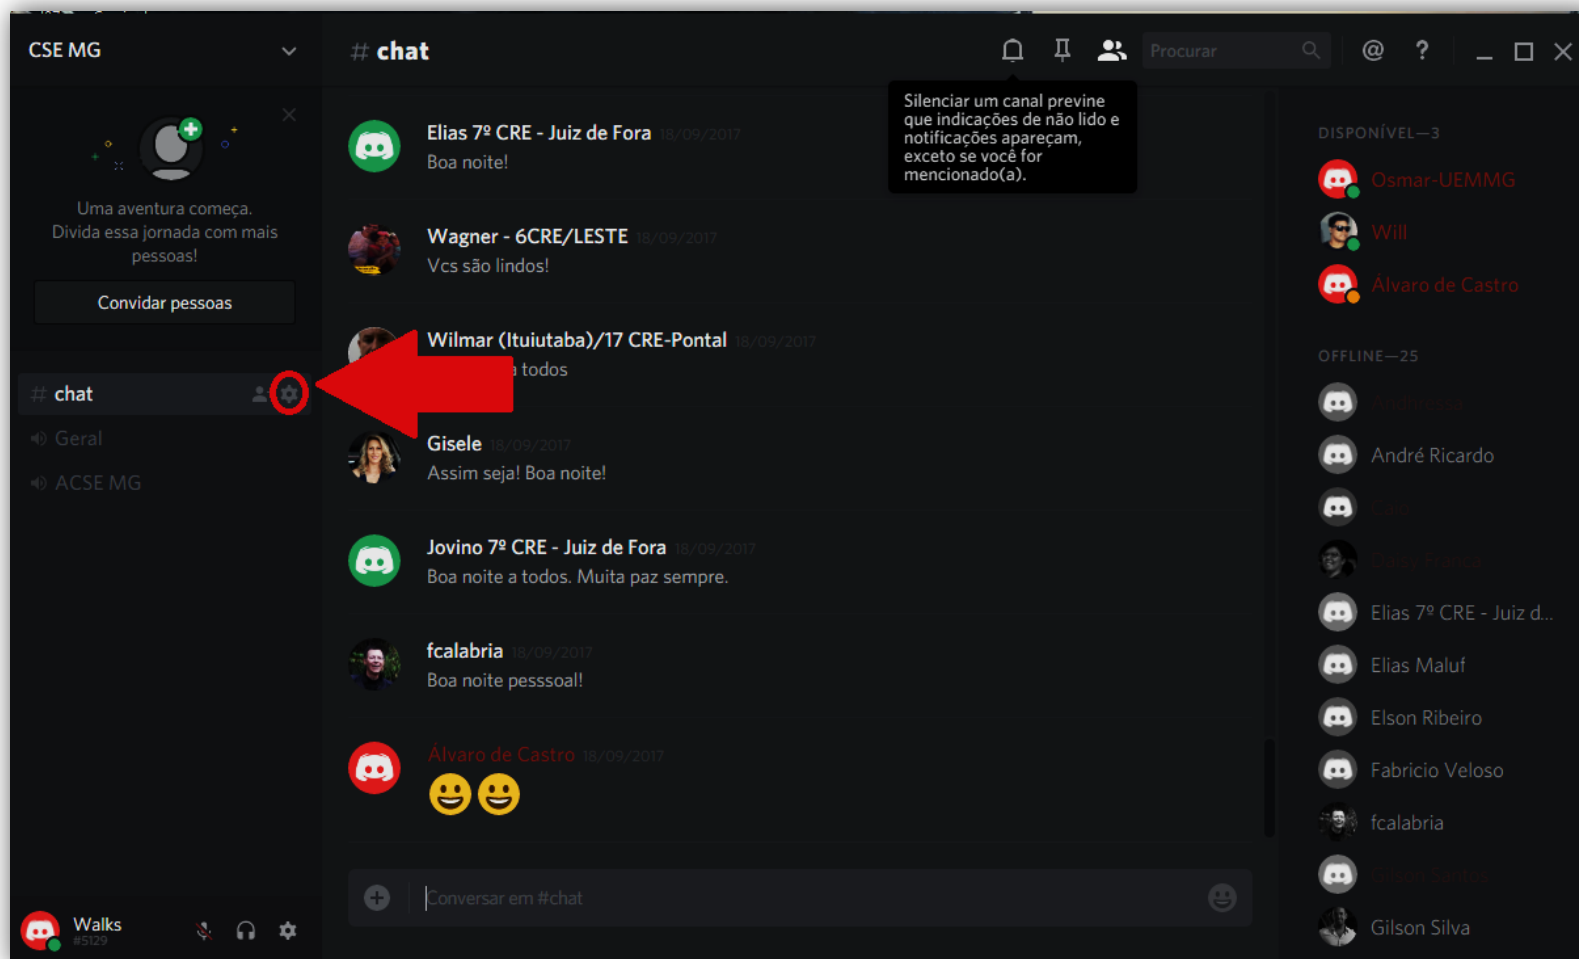 CSE MG
# chat
Procurar
@ ?
Silenciar um canal previne
que indicações de não lido e
notificações apareçam,
exceto se você for
mencionado(a).
Uma aventura começa.
Divida essa jornada com mais
pessoas!
Convidar pessoas
# chat
Geral
ACSE MG
Walks
#5129
Elias 7º CRE - Juiz de Fora 18/09/2017
Boa noite!
Wagner - 6CRE/LESTE 18/09/2017
Vcs são lindos!
Wilmar (Ituiutaba)/17 CRE-Pontal 18/09/2017
todos
Gisele 18/09/2017
Assim seja! Boa noite!
Jovino 7º CRE - Juiz de Fora 18/09/2017
Boa noite a todos. Muita paz sempre.
fcalabria 18/09/2017
Boa noite pesssoal!
Álvaro de Castro 18/09/2017
Conversar em #chat
DISPONÍVEL—3
Osmar-UEMMG
Will
Álvaro de Castro
OFFLINE—25
André Ricardo
Caio
Daisy França
Elias 7º CRE - Juiz d...
Elias Maluf
Elson Ribeiro
Fabricio Veloso
fcalabria
Gilson Santos
Gilson Silva